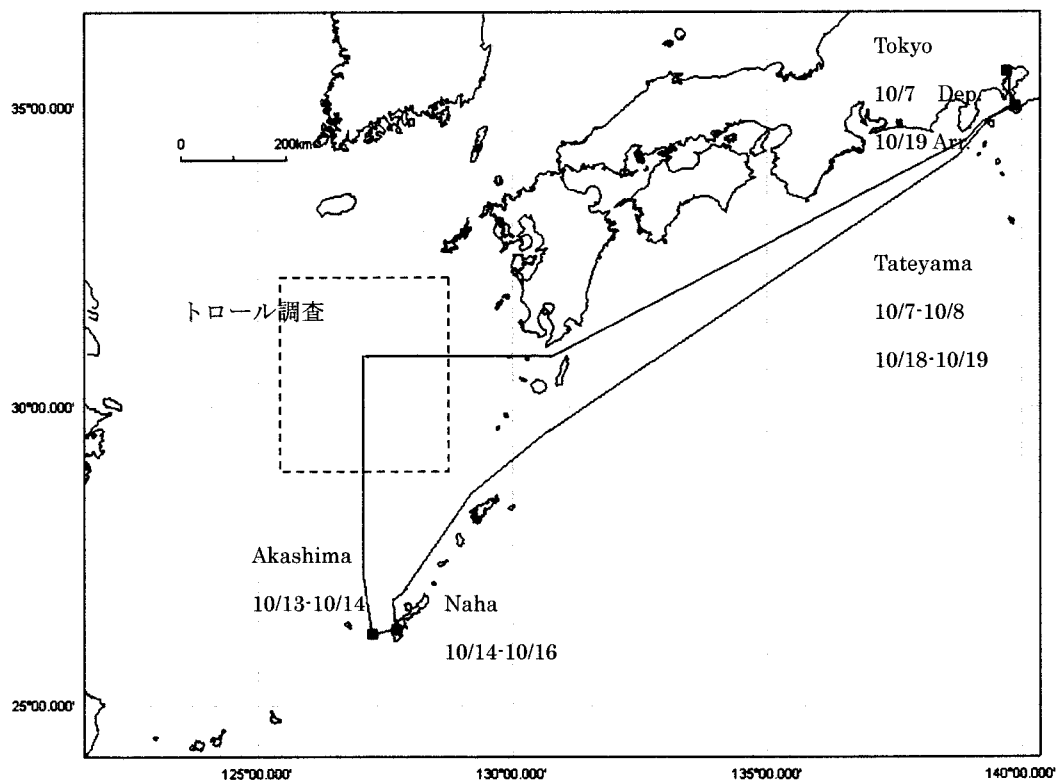 Tokyo
10/7 Dep.
10/19 Arr.
35°00.000'
0 200km
Tateyama
10/7-10/8
10/18-10/19
トロール調査
30°00.000'
Akashima
10/13-10/14
Naha
10/14-10/16
25°00.000'
125°00.000' 130°00.000' 135°00.000' 140°00.000'